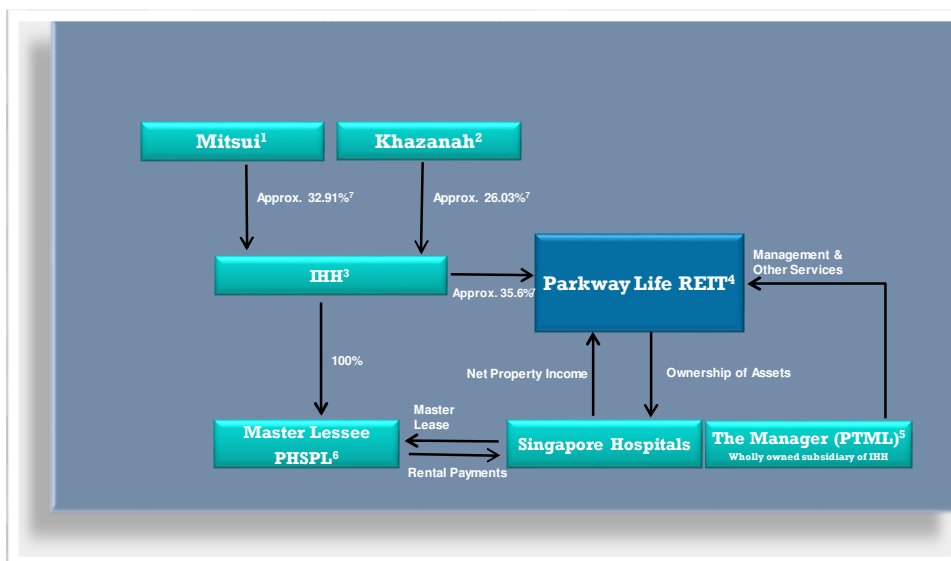 Mitsui1
Khazanah2
Approx. 32.91%7
Approx. 26.03%7
IHH3
Approx. 35.6%7
Parkway Life REIT4
Management &
Other Services
100%
Net Property Income
Ownership of Assets
Master Lessee
PHSPL6
Master
Lease
Rental Payments
Singapore Hospitals
The Manager (PTML)5
Wholly owned subsidiary of IHH